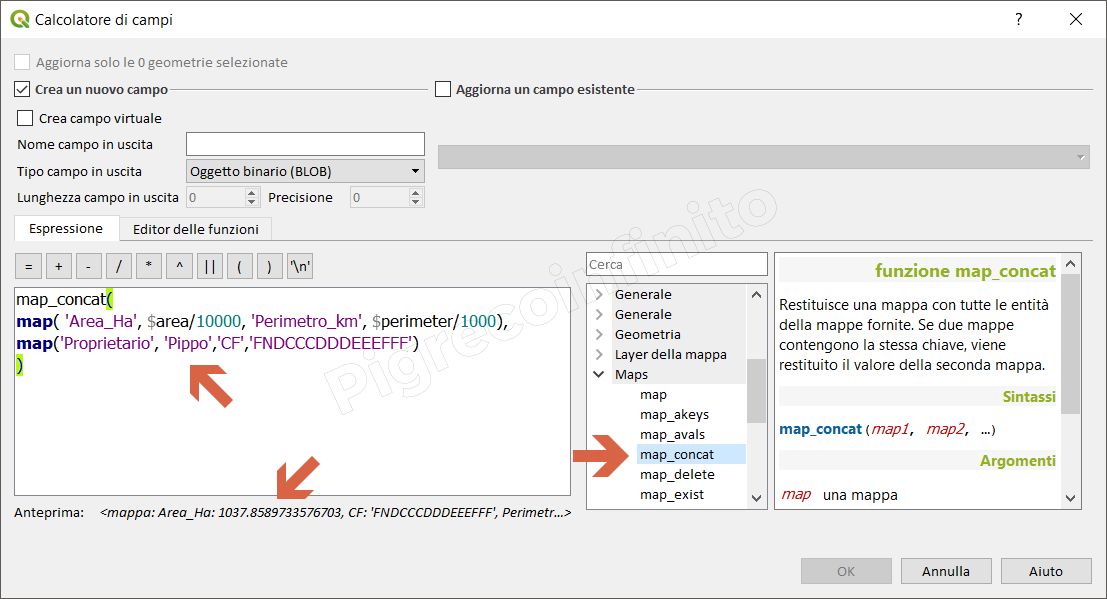 Calcolatore di campi
?
Aggiorna solo le 0 geometrie selezionate
Crea un nuovo campo
Aggiorna un campo esistente
Crea campo virtuale
Nome campo in uscita
Tipo campo in uscita Oggetto binario (BLOB)
Lunghezza campo in uscita 0 Precisione 0
Espressione Editor delle funzioni
= + - / * ^ || ( ) '\n'
map_concat(
map( 'Area_Ha', $area/10000, 'Perimetro_km', $perimeter/1000),
map('Proprietario', 'Pippo','CF','FNDCCCDDDEEEFFF')
)
Anteprima: <mappa: Area_Ha: 1037.8589733576703, CF: 'FNDCCCDDDEEEFFF', Perimetr...>
Cerca
Generale
Generale
Geometria
Layer della mappa
Maps
map
map_akeys
map_avals
map_concat
map_delete
map_exist
funzione map_concat
Restituisce una mappa con tutte le entità
della mappe fornite. Se due mappe
contengono la stessa chiave, viene
restituito il valore della seconda mappa.
Sintassi
map_concat(map1, map2, …)
Argomenti
map una mappa
OK Annulla Aiuto
Pigrecoinfinito